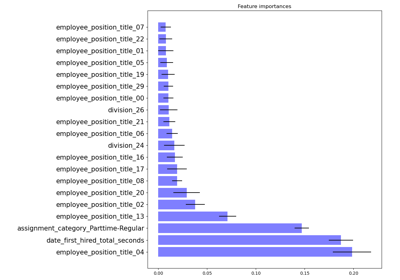 Feature importances
employee_position_title_07
employee_position_title_22
employee_position_title_01
employee_position_title_05
employee_position_title_19
employee_position_title_29
employee_position_title_00
division_26
employee_position_title_21
employee_position_title_06
division_24
employee_position_title_16
employee_position_title_17
employee_position_title_08
employee_position_title_20
employee_position_title_02
employee_position_title_13
assignment_category_Parttime-Regular
date_first_hired_total_seconds
employee_position_title_04
0.00 0.05 0.10 0.15 0.20